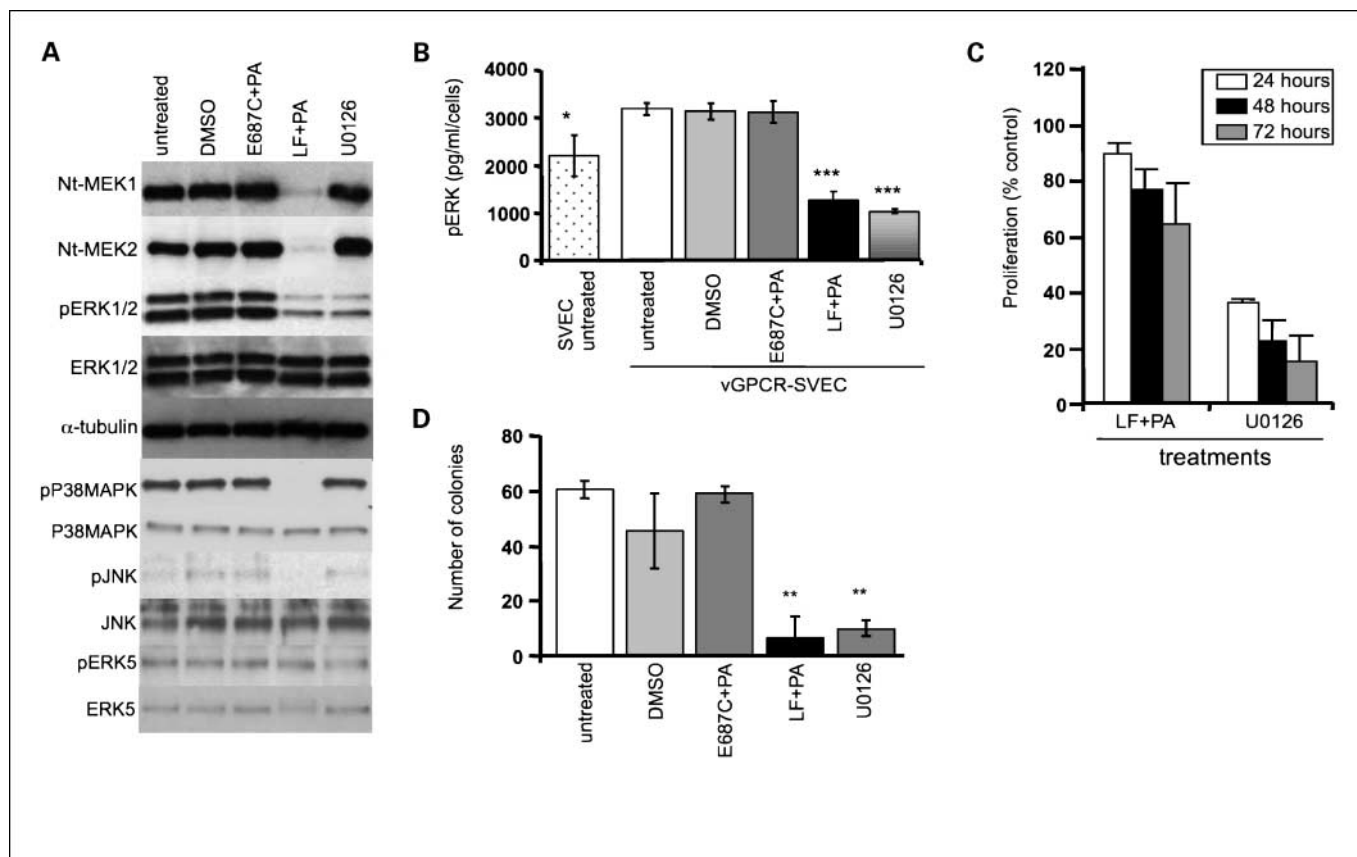 A
untreated
DMSO
E687C+PA
LF+PA
U0126
Nt-MEK1
Nt-MEK2
pERK1/2
ERK1/2
α-tubulin
pP38MAPK
P38MAPK
pJNK
JNK
pERK5
ERK5
B
pERK (pg/ml/cells)
4000
3000
2000
1000
0
*
***
***
SVEC
untreated
untreated
DMSO
E687C+PA
LF+PA
U0126
vGPCR-SVEC
C
Proliferation (% control)
120
100
80
60
40
20
0
24 hours
48 hours
72 hours
LF+PA
U0126
treatments
D
Number of colonies
80
60
40
20
0
**
**
untreated
DMSO
E687C+PA
LF+PA
U0126